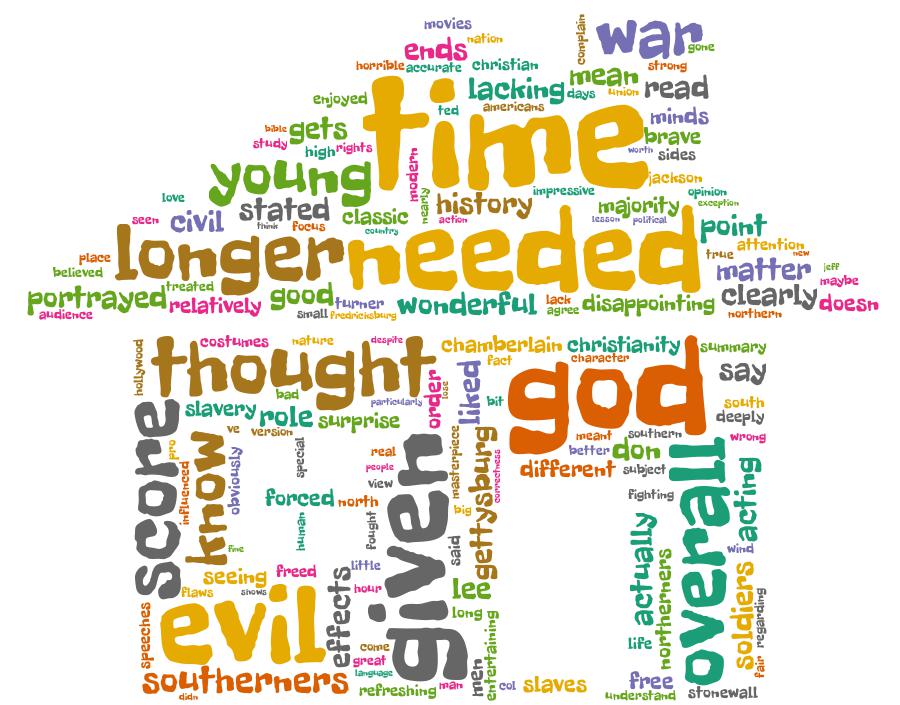 movies
war
complain
nation
ends
gone
horrible accurate christian
strong
mean
lacking days union read
enjoyed
time
ted
americans
minds
bible gets
brave
study high rights
worth sides
modern
young
jackson
love
stated
nearly
history
impressive
majority opinion
exception
seen civil think focus classic action
country
lesson political point
place
longer
needed
true attention
new
believed
matter
jeff
portrayed treated
relatively good turner wonderful lack
agree disappointing clearly maybe
doesn
audience
small fredricksburg
northern
hollywood
costumes nature despite chamberlain christianity summary
thought
fact character
god
say
order
lose
liked
bad
particularly
bit
south
slavery role surprise
deeply
score
ve version
meant southern
wrong
pro
know
obviously
special
real
given
masterpiece
gettysburg
correctness
better don
overall
acting
influenced
people
different subject
view
forced north
big
fighting
human
fought
actually
fine
said
wind
seeing freed little
northerners
soldiers
flaws shows
effects
hour
lee
regarding
speeches
evil
long
entertaining
life
fair
come
great
southerners
language
men
free
didn
refreshing man col slaves
understand stonewall